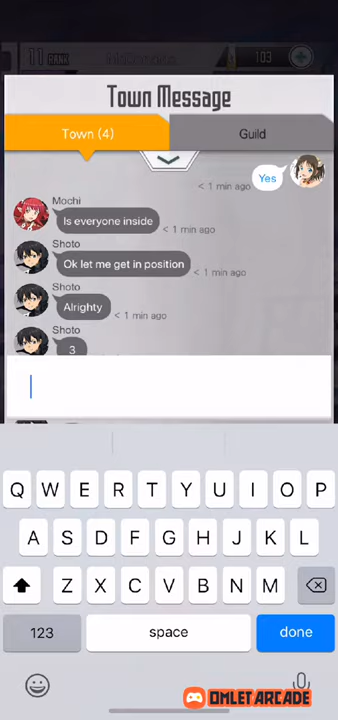 11 RANK
103
Town Message
Town (4)
Guild
Yes
< 1 min ago
Mochi
Is everyone inside
< 1 min ago
Shoto
Ok let me get in position
< 1 min ago
Shoto
Alrighty
< 1 min ago
Shoto
3
Q W E R T Y U I O P
A S D F G H J K L
Z X C V B N M
123
space
done
OMLET ARCADE